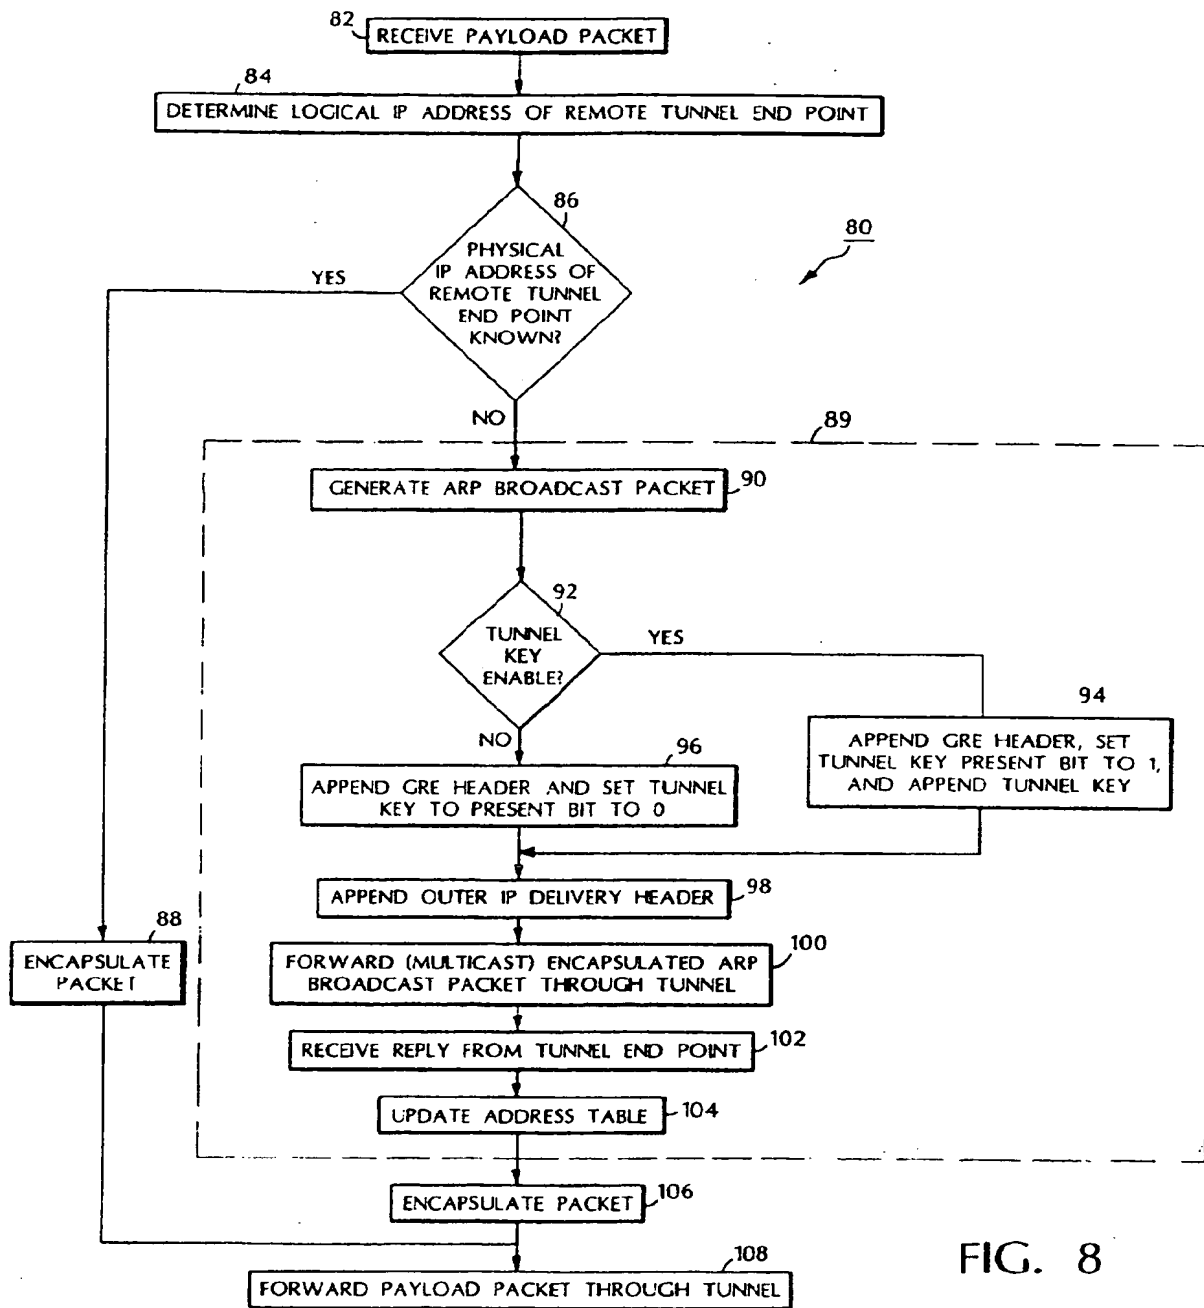 82
RECEIVE PAYLOAD PACKET
84
DETERMINE LOGICAL IP ADDRESS OF REMOTE TUNNEL END POINT
86
PHYSICAL
IP ADDRESS OF
REMOTE TUNNEL
END POINT
KNOWN?
YES
80
NO
89
GENERATE ARP BROADCAST PACKET
90
92
TUNNEL
KEY
ENABLE?
YES
94
APPEND GRE HEADER, SET
TUNNEL KEY PRESENT BIT TO 1,
AND APPEND TUNNEL KEY
NO
96
APPEND GRE HEADER AND SET TUNNEL
KEY TO PRESENT BIT TO 0
APPEND OUTER IP DELIVERY HEADER
98
88
ENCAPSULATE
PACKET
FORWARD (MULTICAST) ENCAPSULATED ARP
BROADCAST PACKET THROUGH TUNNEL
100
RECEIVE REPLY FROM TUNNEL END POINT
102
UPDATE ADDRESS TABLE
104
ENCAPSULATE PACKET
106
108
FORWARD PAYLOAD PACKET THROUGH TUNNEL
FIG. 8